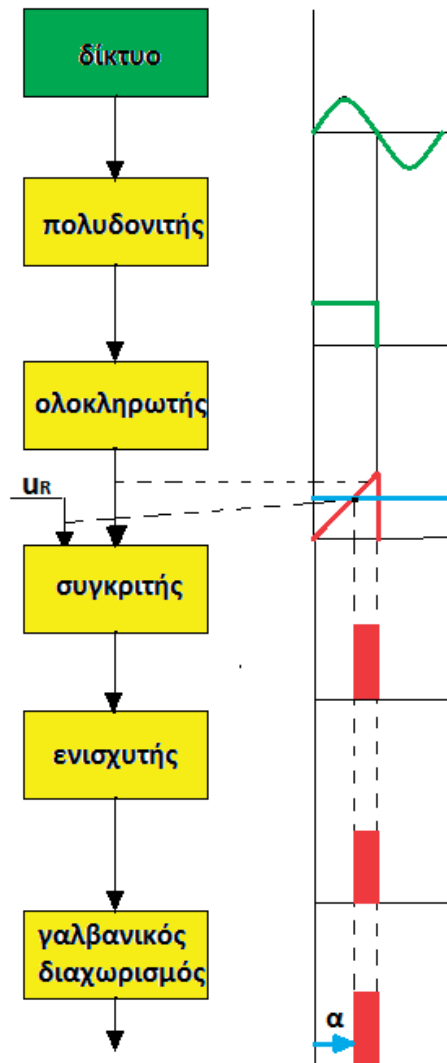 δίκτυο
πολυδονιτής
ολοκληρωτής
uR
συγκριτής
ενισχυτής
γαλβανικός
διαχωρισμός
α